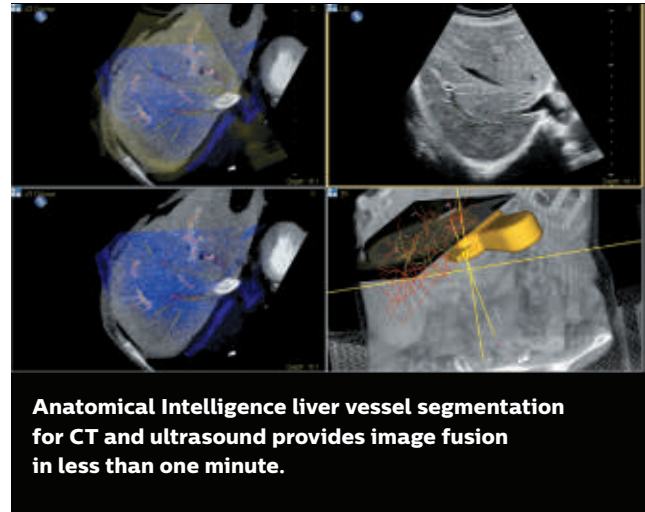 Anatomical Intelligence liver vessel segmentation
for CT and ultrasound provides image fusion
in less than one minute.